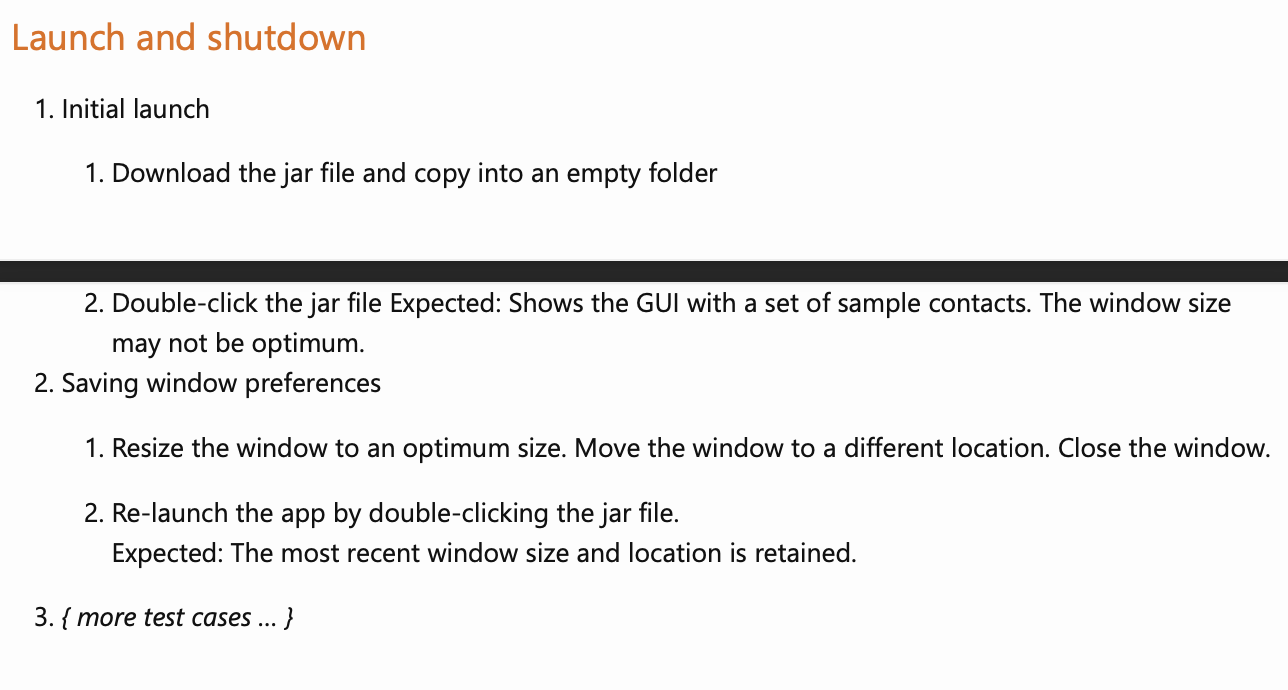 Launch and shutdown
1. Initial launch
1. Download the jar file and copy into an empty folder
2. Double-click the jar file Expected: Shows the GUI with a set of sample contacts. The window size
may not be optimum.
2. Saving window preferences
1. Resize the window to an optimum size. Move the window to a different location. Close the window.
2. Re-launch the app by double-clicking the jar file.
Expected: The most recent window size and location is retained.
3. { more test cases … }